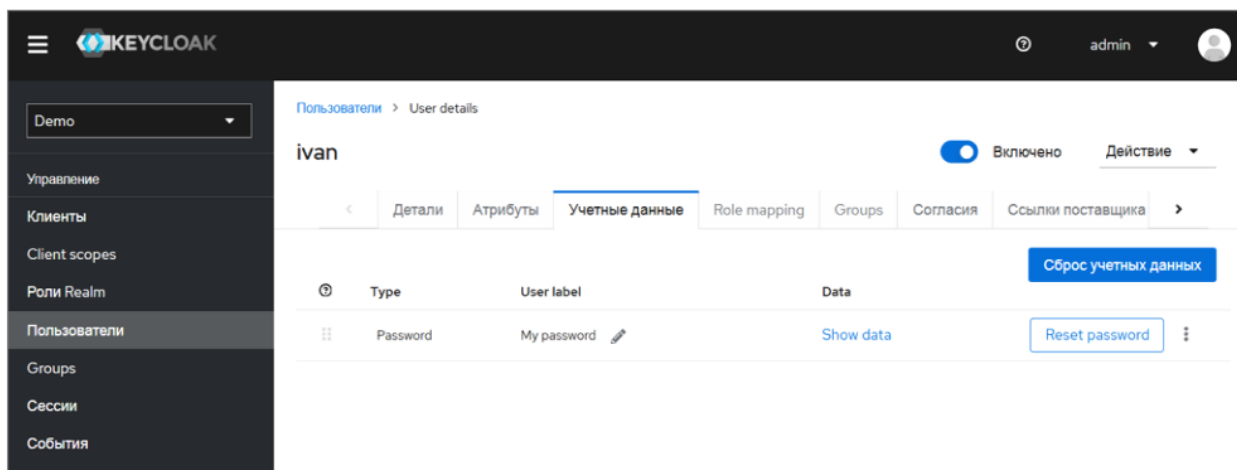 KEYCLOAK
admin
Demo
Управление
Клиенты
Client scopes
Роли Realm
Пользователи
Groups
Сессии
События
Пользователи > User details
ivan
Включено
Действие
Детали Атрибуты Учетные данные Role mapping Groups Согласия Ссылки поставщика
Сброс учетных данных
Type User label Data
Password My password Show data Reset password